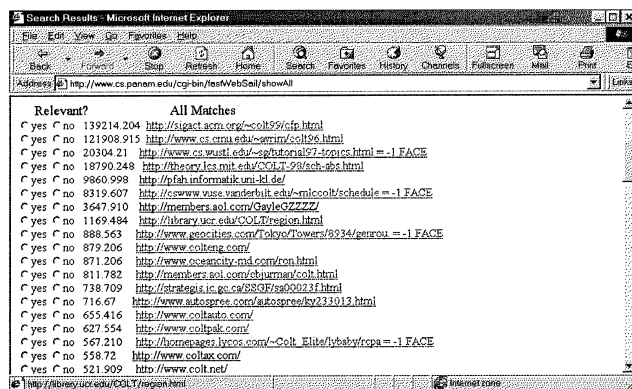 Search Results - Microsoft Internet Explorer
File Edit View Go Favorites Help
Back Forward Stop Refresh Home Search Favorites History Channels Fullscreen Mail Print
Address http://www.cs.panam.edu/cgi-bin/fastWebSail/showAll Links
Relevant? All Matches
yes no 139214.204 http://sigact.acm.org/~colt99/cfp.html
yes no 121908.915 http://www.cs.cmu.edu/~avrim/colt96.html
yes no 20304.21 http://www.cs.wustl.edu/~sg/tutorial97-topics.html = -1 FACE
yes no 18790.248 http://theory.lcs.mit.edu/COLT-98/sch-abs.html
yes no 9860.998 http://pfah.informatik.uni-kl.de/
yes no 8319.607 http://cswww.vuse.vanderbilt.edu/~mlccolt/schedule = -1 FACE
yes no 3647.910 http://members.aol.com/GayleGZZZZ/
yes no 1169.484 http://library.ucr.edu/COLT/region.html
yes no 888.563 http://www.geocities.com/Tokyo/Towers/8934/genrou = -1 FACE
yes no 879.206 http://www.colteng.com/
yes no 871.206 http://www.oceancity-md.com/ron.html
yes no 811.782 http://members.aol.com/cbjurman/colt.html
yes no 738.709 http://strategis.ic.gc.ca/SSGF/sa00023f.html
yes no 716.67 http://www.autospree.com/autospree/ky233013.html
yes no 655.416 http://www.coltauto.com/
yes no 627.554 http://www.coltpak.com/
yes no 567.210 http://homepages.lycos.com/~Colt_Elite/lybaby/rcpa = -1 FACE
yes no 558.72 http://www.coltax.com/
yes no 521.909 http://www.colt.net/
http://library.ucr.edu/COLT/region.html Internet zone